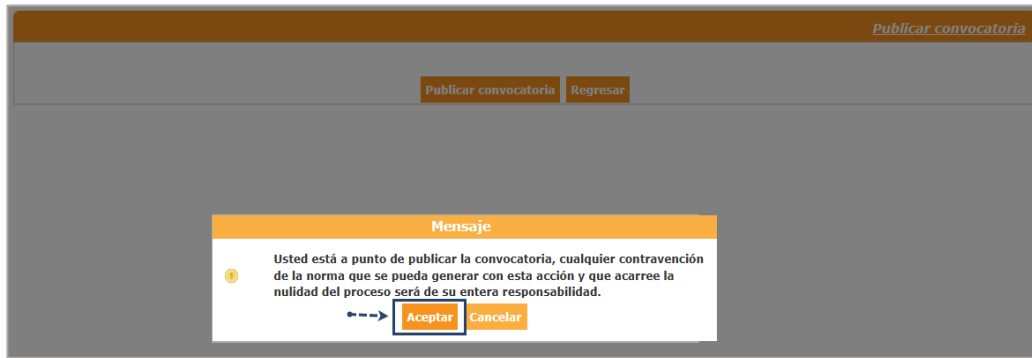 Publicar convocatoria
Publicar convocatoria Regresar
Mensaje
Usted está a punto de publicar la convocatoria, cualquier contravención
de la norma que se pueda generar con esta acción y que acarree la
nulidad del proceso será de su entera responsabilidad.
Aceptar Cancelar